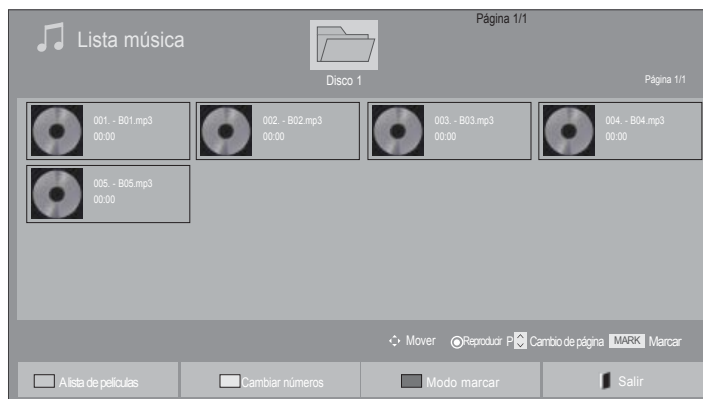 Lista música
Página 1/1
Disco 1
Página 1/1
001. - B01.mp3
00:00
002. - B02.mp3
00:00
003. - B03.mp3
00:00
004. - B04.mp3
00:00
005. - B05.mp3
00:00
Mover Reproducir P Cambio de página MARK Marcar
A lista de películas Cambiar números Modo marcar Salir